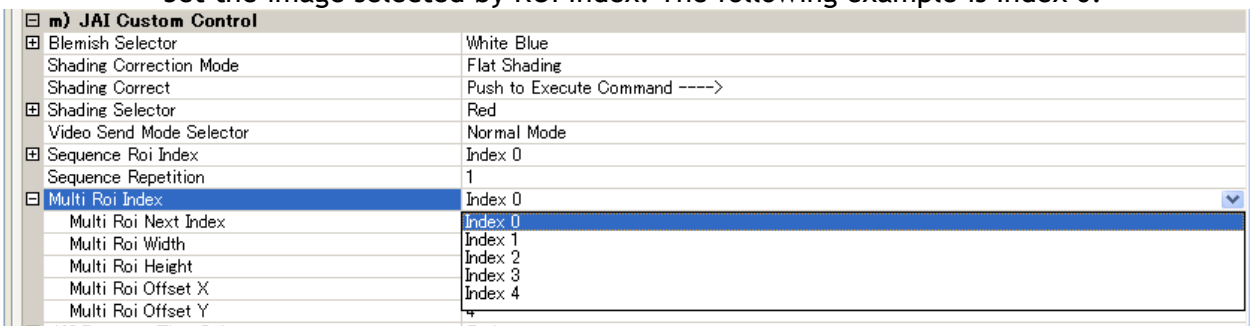 set the image selected by ROI index. The following example is index 0.
m) JAI Custom Control
Blemish Selector White Blue
Shading Correction Mode Flat Shading
Shading Correct Push to Execute Command ---->
Shading Selector Red
Video Send Mode Selector Normal Mode
Sequence Roi Index Index 0
Sequence Repetition 1
Multi Roi Index Index 0
Multi Roi Next Index Index 0
Multi Roi Width Index 1
Index 2
Multi Roi Height Index 3
Multi Roi Offset X Index 4
Multi Roi Offset Y